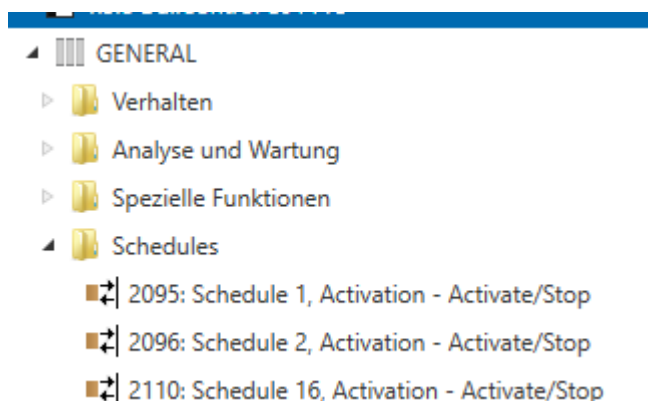 GENERAL
Verhalten
Analyse und Wartung
Spezielle Funktionen
Schedules
2095: Schedule 1, Activation - Activate/Stop
2096: Schedule 2, Activation - Activate/Stop
2110: Schedule 16, Activation - Activate/Stop